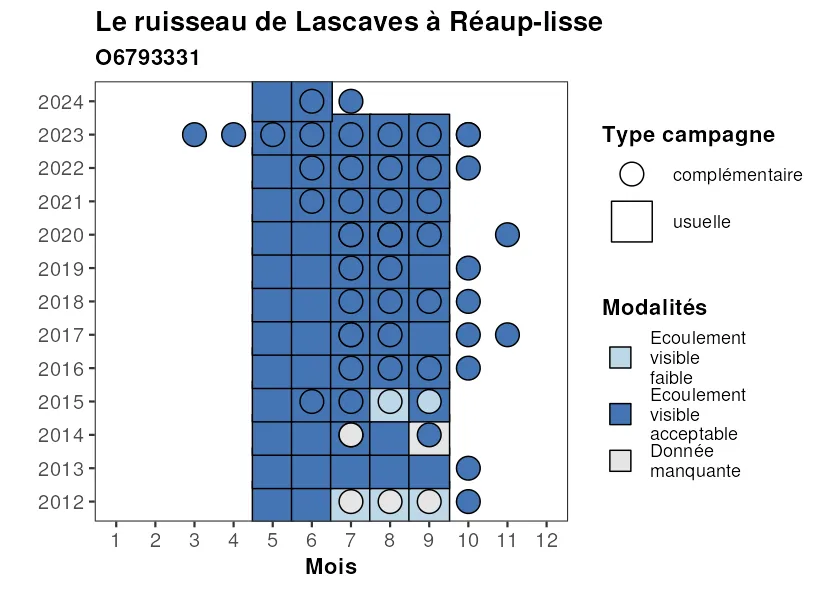 Le ruisseau de Lascaves à Réaup-lisse
O6793331
2024
2023
2022
2021
2020
2019
2018
2017
2016
2015
2014
2013
2012
1 2 3 4 5 6 7 8 9 10 11 12
Mois
Type campagne
complémentaire
usuelle
Modalités
Ecoulement
visible
faible
Ecoulement
visible
acceptable
Donnée
manquante